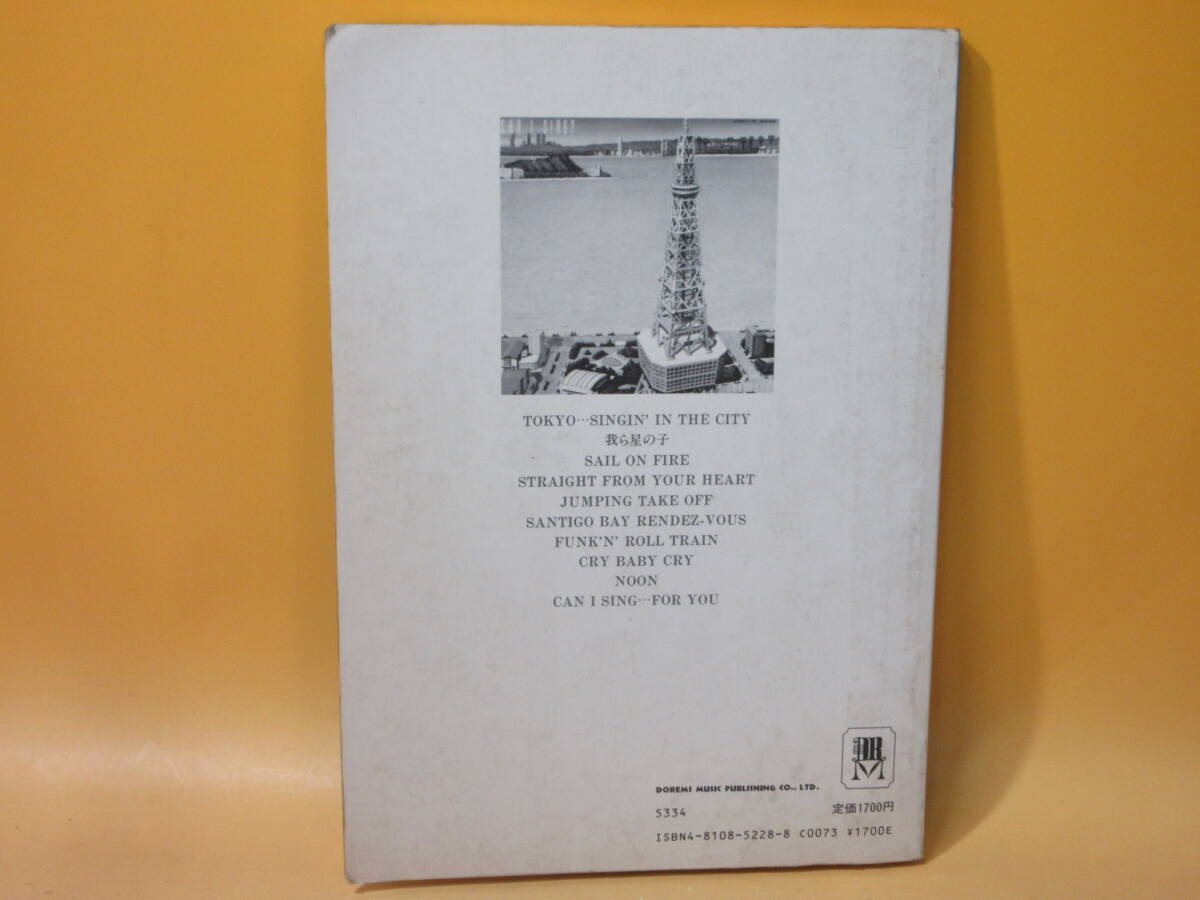 TOKYO…SINGIN' IN THE CITY
我ら星の子
SAIL ON FIRE
STRAIGHT FROM YOUR HEART
JUMPING TAKE OFF
SANTIGO BAY RENDEZ-VOUS
FUNK'N' ROLL TRAIN
CRY BABY CRY
NOON
CAN I SING…FOR YOU
DRM
DOREMI MUSIC PUBLISHING CO., LTD.
5334 定価1700円
ISBN4-8108-5228-8 C0073 ¥1700E